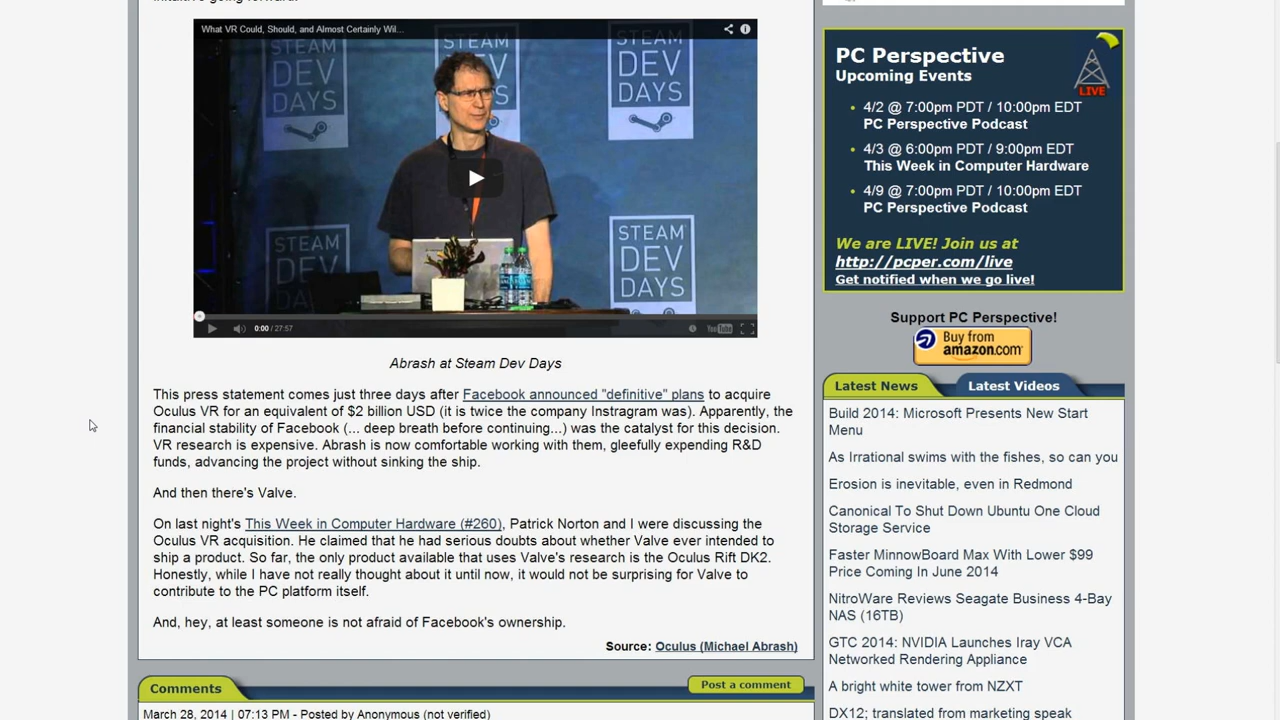 initiative going forward.
What VR Could, Should, and Almost Certainly Wil...
STEAM
DEV
DAYS
STEAM
DEV
DAYS
STEAM
DEV
DAYS
STEAM
DEV
DAYS
0:00 / 27:57
YouTube
Abrash at Steam Dev Days
This press statement comes just three days after Facebook announced "definitive" plans to acquire
Oculus VR for an equivalent of $2 billion USD (it is twice the company Instragram was). Apparently, the
financial stability of Facebook (... deep breath before continuing...) was the catalyst for this decision.
VR research is expensive. Abrash is now comfortable working with them, gleefully expending R&D
funds, advancing the project without sinking the ship.
And then there's Valve.
On last night's This Week in Computer Hardware (#260), Patrick Norton and I were discussing the
Oculus VR acquisition. He claimed that he had serious doubts about whether Valve ever intended to
ship a product. So far, the only product available that uses Valve's research is the Oculus Rift DK2.
Honestly, while I have not really thought about it until now, it would not be surprising for Valve to
contribute to the PC platform itself.
And, hey, at least someone is not afraid of Facebook's ownership.
Source: Oculus (Michael Abrash)
Comments
Post a comment
March 28, 2014 | 07:13 PM - Posted by Anonymous (not verified)
PC Perspective
Upcoming Events
LIVE
4/2 @ 7:00pm PDT / 10:00pm EDT
PC Perspective Podcast
4/3 @ 6:00pm PDT / 9:00pm EDT
This Week in Computer Hardware
4/9 @ 7:00pm PDT / 10:00pm EDT
PC Perspective Podcast
We are LIVE! Join us at
http://pcper.com/live
Get notified when we go live!
Support PC Perspective!
Buy from
amazon.com
Latest News
Latest Videos
Build 2014: Microsoft Presents New Start
Menu
As Irrational swims with the fishes, so can you
Erosion is inevitable, even in Redmond
Canonical To Shut Down Ubuntu One Cloud
Storage Service
Faster MinnowBoard Max With Lower $99
Price Coming In June 2014
NitroWare Reviews Seagate Business 4-Bay
NAS (16TB)
GTC 2014: NVIDIA Launches Iray VCA
Networked Rendering Appliance
A bright white tower from NZXT
DX12; translated from marketing speak